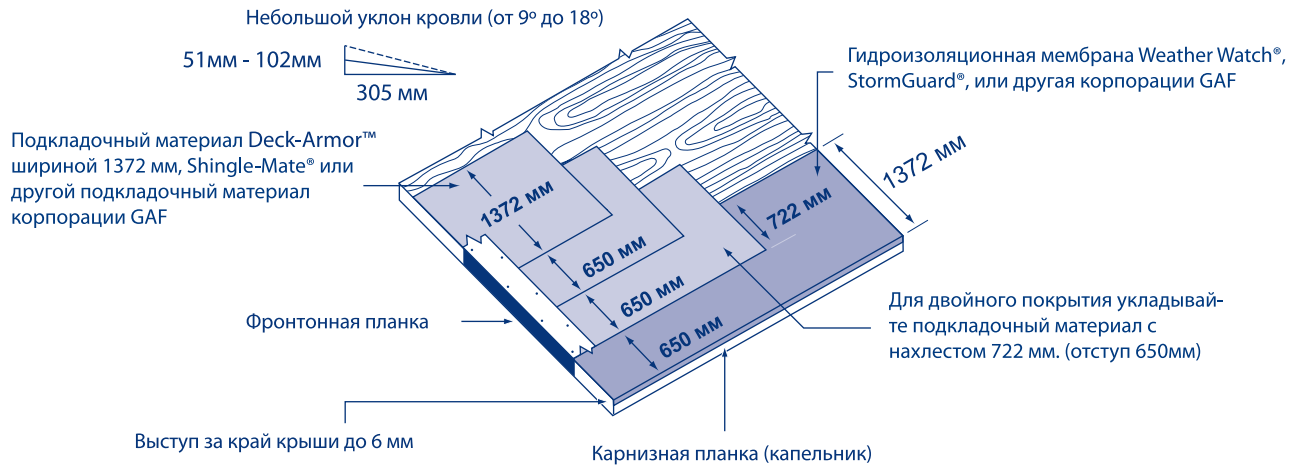 Небольшой уклон кровли (от 9º до 18º)
51мм - 102мм
305 мм
Гидроизоляционная мембрана Weather Watch®,
StormGuard®, или другая корпорации GAF
Подкладочный материал Deck-Armor™
шириной 1372 мм, Shingle-Mate® или
другой подкладочный материал
корпорации GAF
1372 мм
1372 мм
722 мм
650 мм
650 мм
650 мм
Фронтонная планка
Для двойного покрытия укладывай-
те подкладочный материал с
нахлестом 722 мм. (отступ 650мм)
Выступ за край крыши до 6 мм
Карнизная планка (капельник)